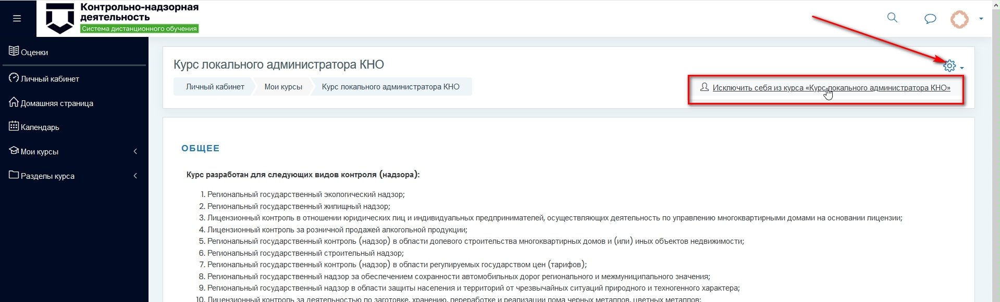 Контрольно-надзорная
деятельность
Система дистанционного обучения
Оценки
Личный кабинет
Домашняя страница
Календарь
Мои курсы
Разделы курса
Курс локального администратора КНО
Личный кабинет
Мои курсы
Курс локального администратора КНО
Исключить себя из курса «Курс локального администратора КНО»
ОБЩЕЕ
Курс разработан для следующих видов контроля (надзора):
1. Региональный государственный экологический надзор;
2. Региональный государственный жилищный надзор;
3. Лицензионный контроль в отношении юридических лиц и индивидуальных предпринимателей, осуществляющих деятельность по управлению многоквартирными домами на основании лицензии;
4. Лицензионный контроль за розничной продажей алкогольной продукции;
5. Региональный государственный контроль (надзор) в области долевого строительства многоквартирных домов и (или) иных объектов недвижимости;
6. Региональный государственный строительный надзор;
7. Региональный государственный контроль (надзор) в области регулируемых государством цен (тарифов);
8. Региональный государственный надзор за обеспечением сохранности автомобильных дорог регионального и межмуниципального значения;
9. Региональный государственный надзор в области защиты населения и территорий от чрезвычайных ситуаций природного и техногенного характера;
10. Лицензионный контроль за деятельностью по заготовке, хранению, переработке и реализации лома черных металлов, цветных металлов;